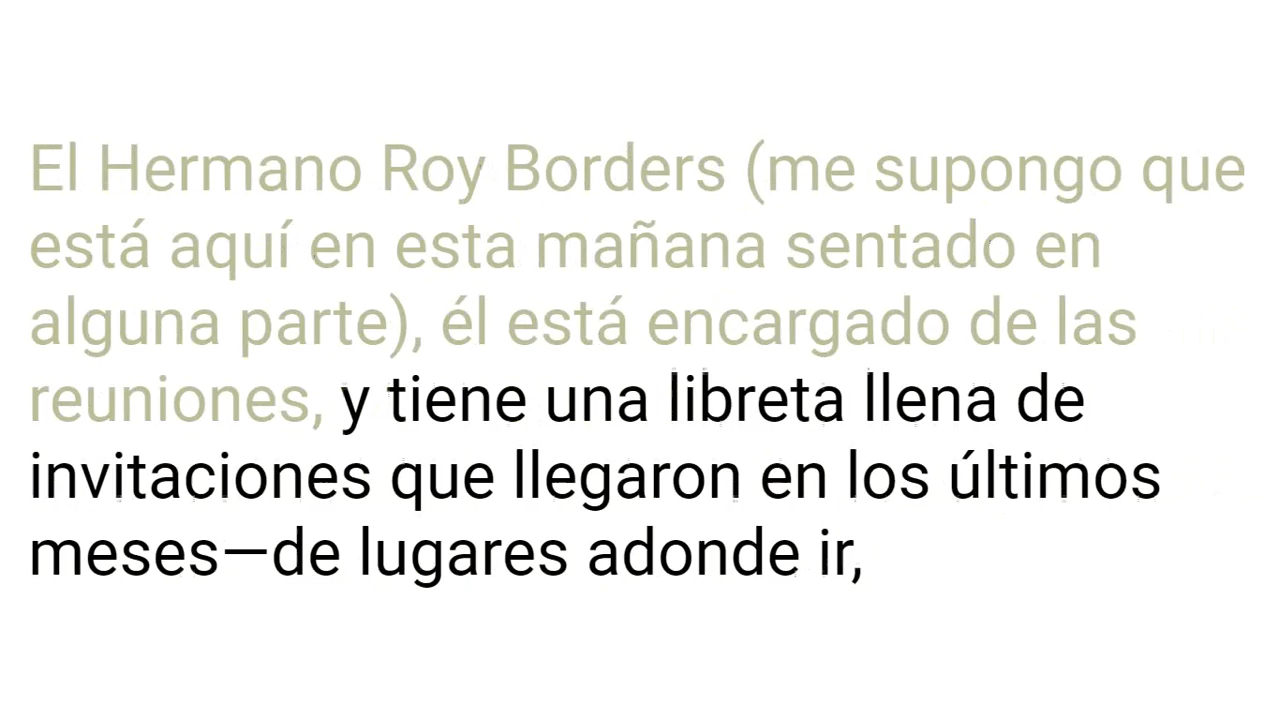 El Hermano Roy Borders (me supongo que
está aquí en esta mañana sentado en
alguna parte), él está encargado de las
reuniones, y tiene una libreta llena de
invitaciones que llegaron en los últimos
meses—de lugares adonde ir,